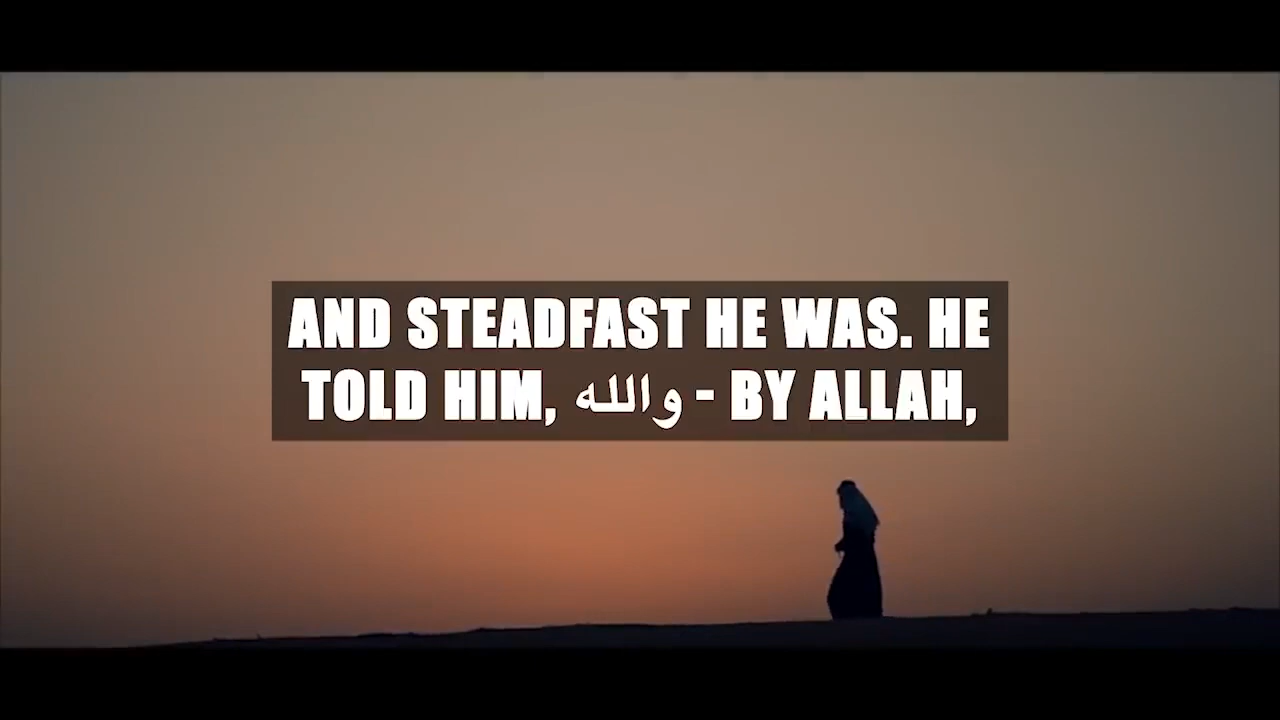 AND STEADFAST HE WAS. HE
TOLD HIM, والله - BY ALLAH,